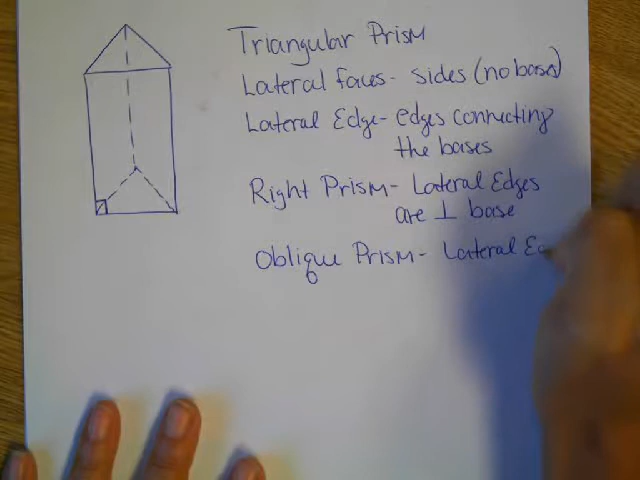 Triangular Prism
Lateral faces - sides (no bases)
Lateral Edge - edges connecting
the bases
Right Prism - Lateral Edges
are ⊥ base
Oblique Prism - Lateral